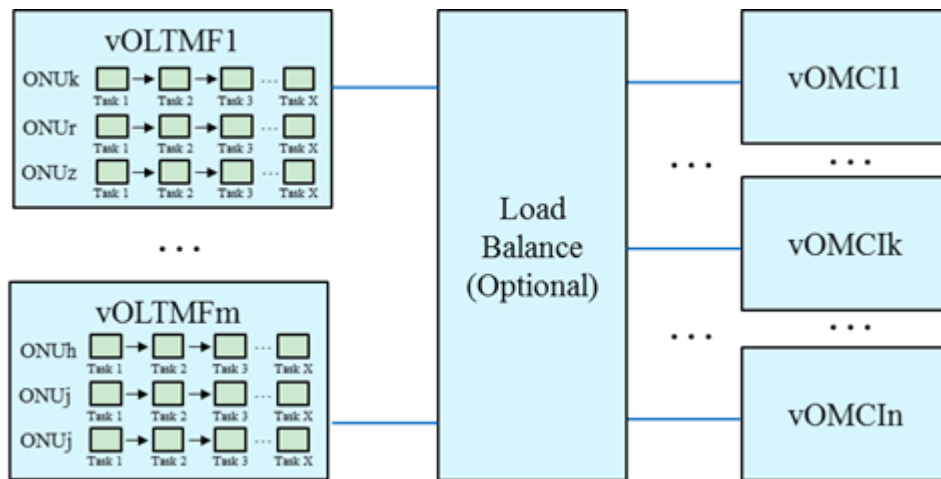 vOLTMF1
ONUk
Task 1 Task 2 Task 3 ... Task X
ONUr
Task 1 Task 2 Task 3 ... Task X
ONUz
Task 1 Task 2 Task 3 ... Task X
...
vOLTMFm
ONUh
Task 1 Task 2 Task 3 ... Task X
ONUj
Task 1 Task 2 Task 3 ... Task X
ONUj
Task 1 Task 2 Task 3 ... Task X
Load
Balance
(Optional)
vOMCI1
... ...
vOMCIk
... ...
vOMCIn